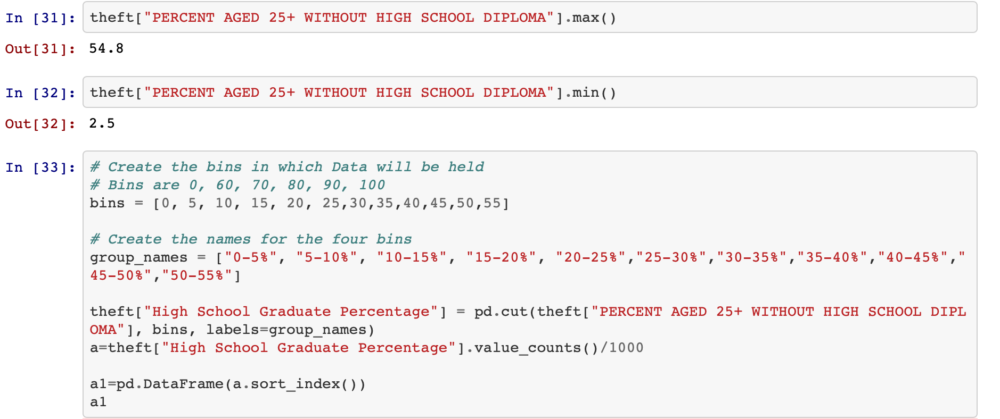 In [31]: theft["PERCENT AGED 25+ WITHOUT HIGH SCHOOL DIPLOMA"].max()
Out[31]: 54.8
In [32]: theft["PERCENT AGED 25+ WITHOUT HIGH SCHOOL DIPLOMA"].min()
Out[32]: 2.5
In [33]: # Create the bins in which Data will be held
# Bins are 0, 60, 70, 80, 90, 100
bins = [0, 5, 10, 15, 20, 25,30,35,40,45,50,55]
# Create the names for the four bins
group_names = ["0-5%", "5-10%", "10-15%", "15-20%", "20-25%","25-30%","30-35%","35-40%","40-45%","
45-50%","50-55%"]
theft["High School Graduate Percentage"] = pd.cut(theft["PERCENT AGED 25+ WITHOUT HIGH SCHOOL DIPL
OMA"], bins, labels=group_names)
a=theft["High School Graduate Percentage"].value_counts()/1000
a1=pd.DataFrame(a.sort_index())
a1